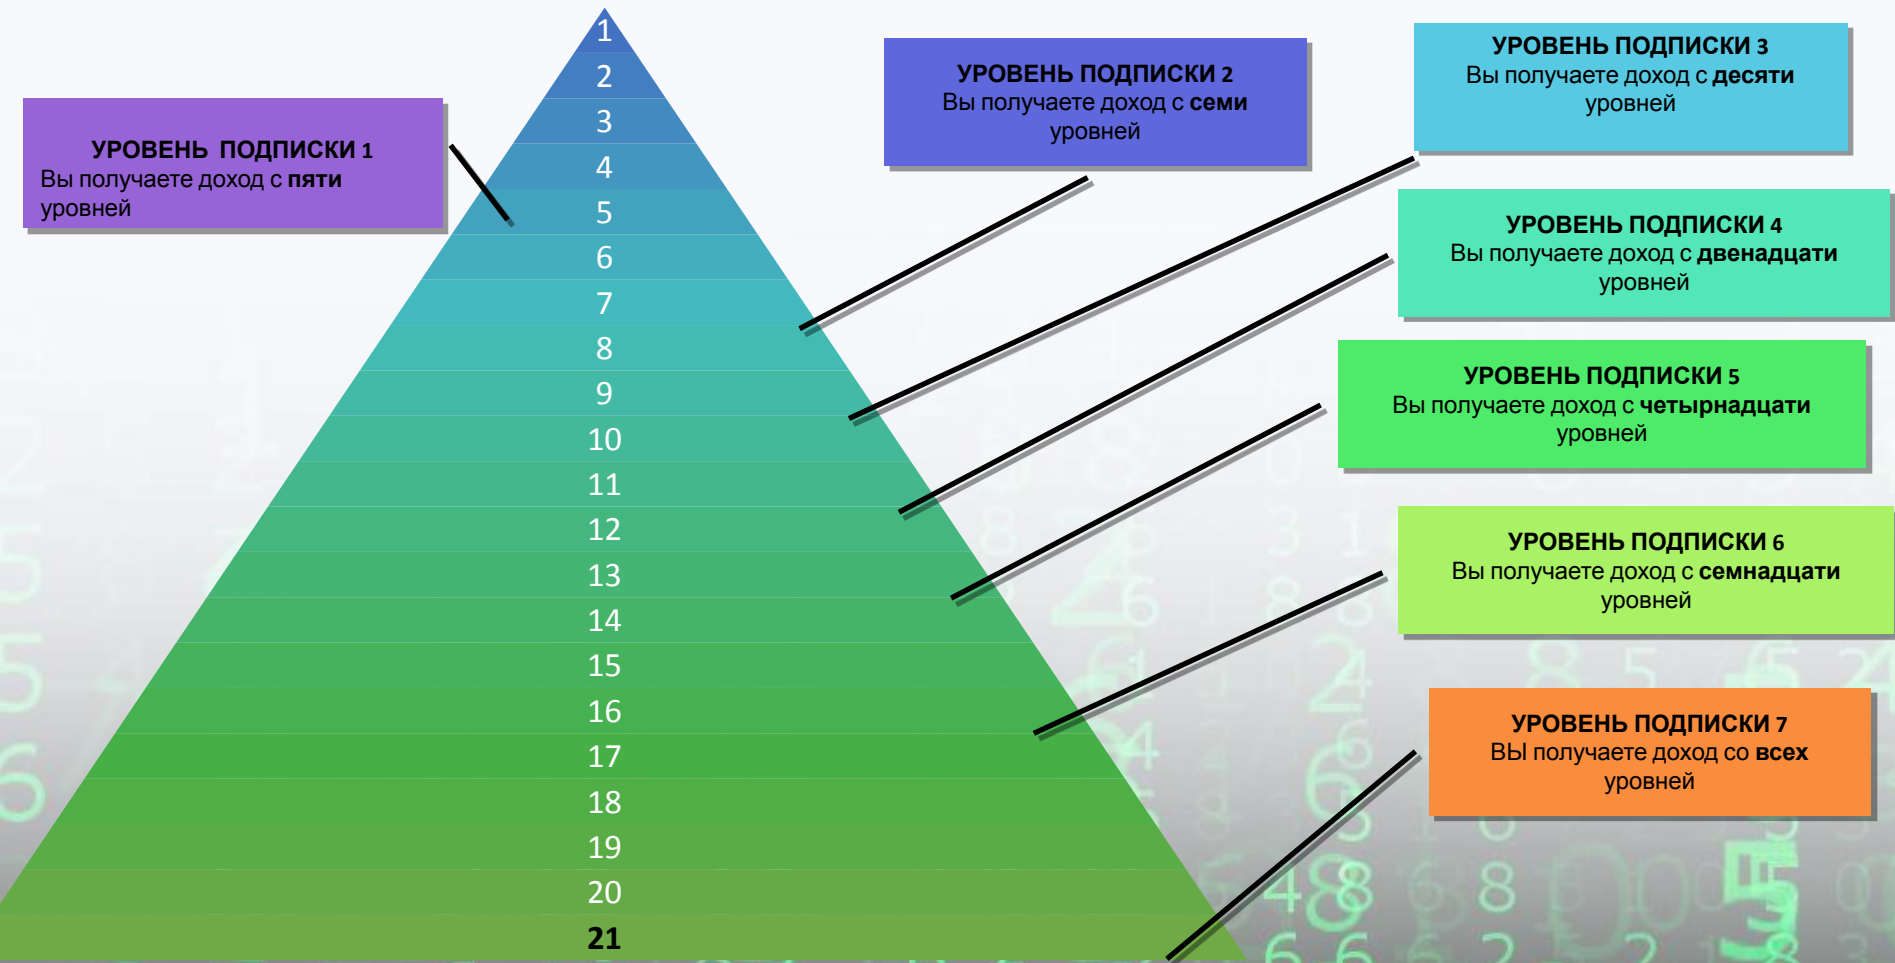 1
2
3
4
5
6
7
8
9
10
11
12
13
14
15
16
17
18
19
20
21
УРОВЕНЬ ПОДПИСКИ 1
Вы получаете доход с пяти
уровней
УРОВЕНЬ ПОДПИСКИ 2
Вы получаете доход с семи
уровней
УРОВЕНЬ ПОДПИСКИ 3
Вы получаете доход с десяти
уровней
УРОВЕНЬ ПОДПИСКИ 4
Вы получаете доход с двенадцати
уровней
УРОВЕНЬ ПОДПИСКИ 5
Вы получаете доход с четырнадцати
уровней
УРОВЕНЬ ПОДПИСКИ 6
Вы получаете доход с семнадцати
уровней
УРОВЕНЬ ПОДПИСКИ 7
ВЫ получаете доход со всех
уровней